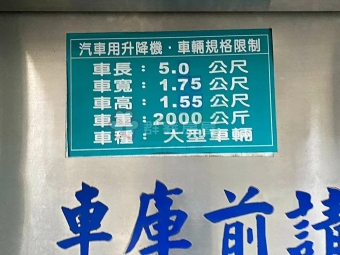 汽車用升降機·車輛規格限制
車長：5.0 公尺
車寬：1.75 公尺
車高：1.55 公尺
車重：2000 公斤
車種：大型車輛
車庫前請